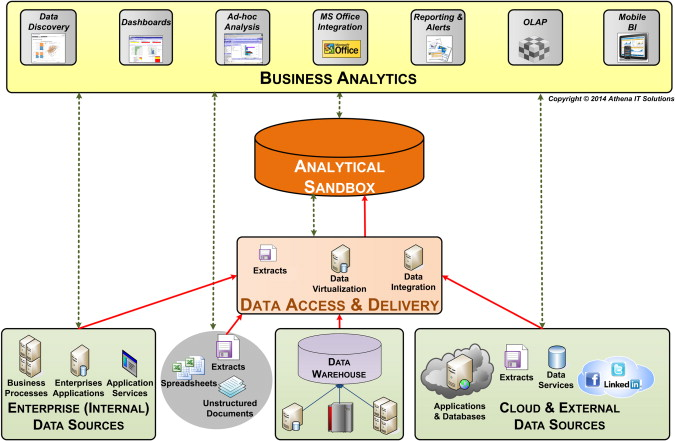 Data
Discovery
Dashboards
Ad-hoc
Analysis
MS Office
Integration
Office
Reporting &
Alerts
OLAP
Mobile
BI
BUSINESS ANALYTICS
Copyright © 2014 Athena IT Solutions
ANALYTICAL
SANDBOX
Extracts
Data
Virtualization
Data
Integration
DATA ACCESS & DELIVERY
Business
Processes
Enterprises
Applications
Application
Services
ENTERPRISE (INTERNAL)
DATA SOURCES
Extracts
Spreadsheets
Unstructured
Documents
DATA
WAREHOUSE
Applications
& Databases
Extracts
Data
Services
f
Linked in
CLOUD & EXTERNAL
DATA SOURCES